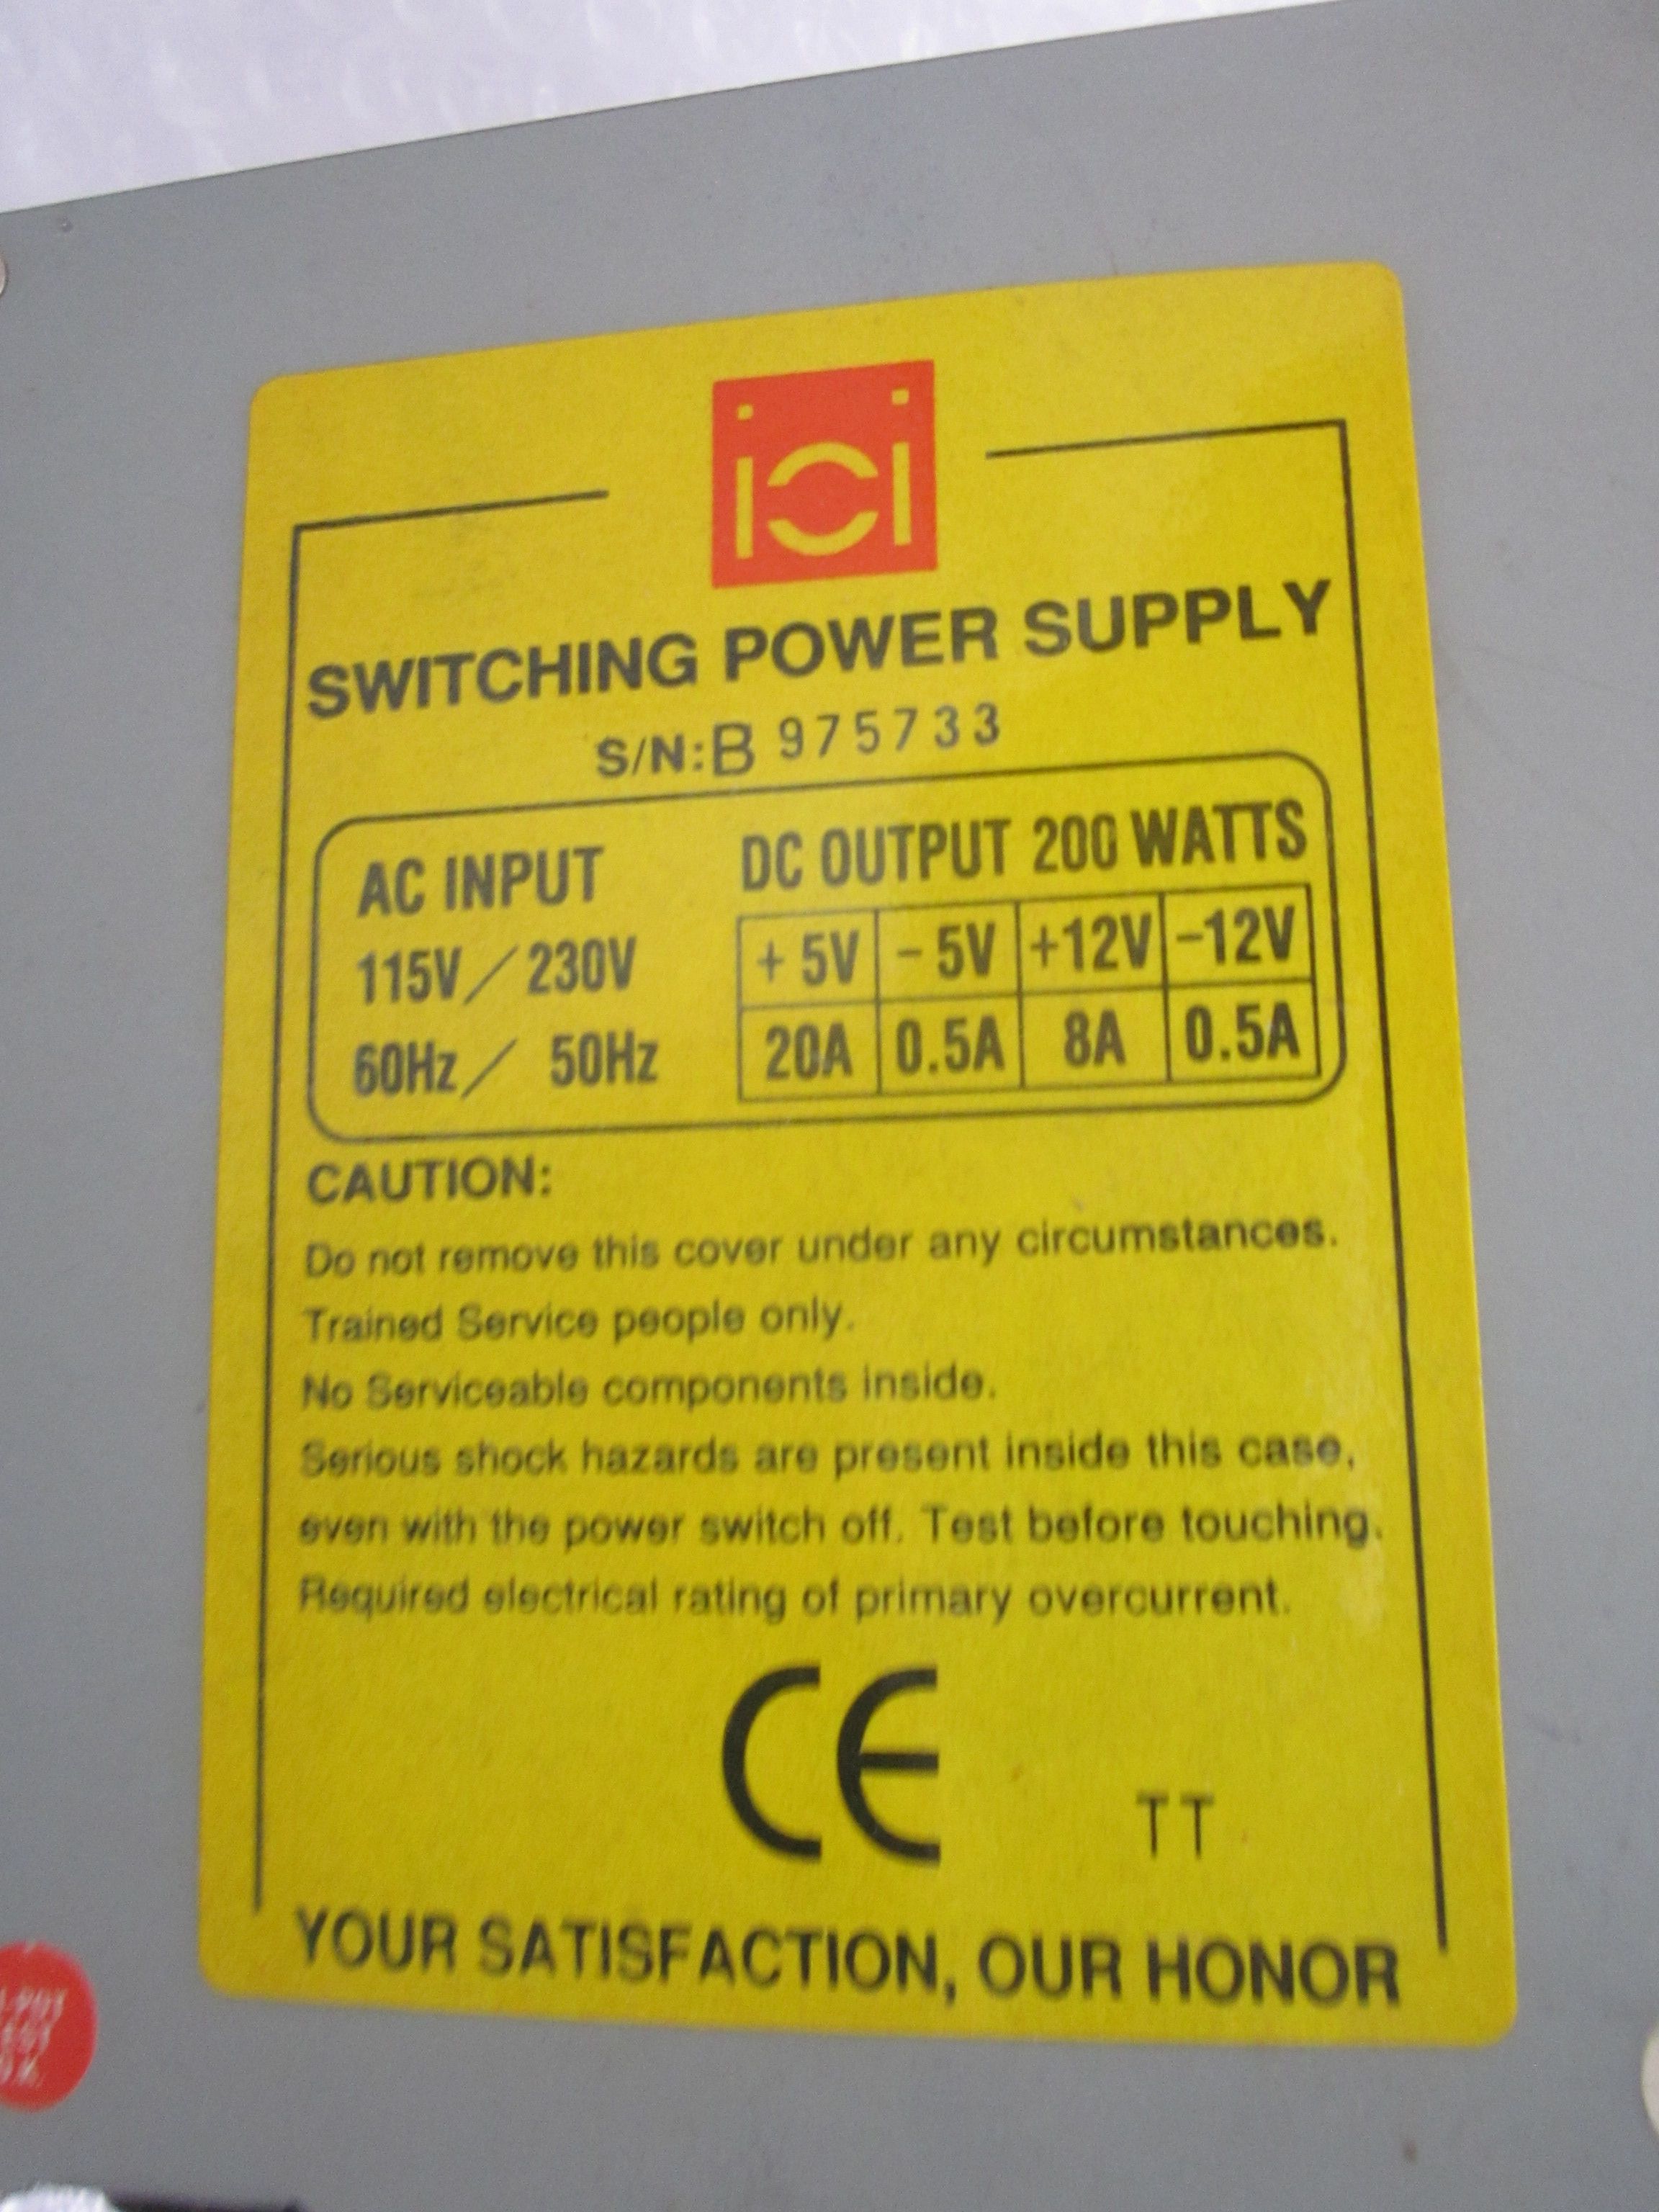 SWITCHING POWER SUPPLY
S/N:B 975733
AC INPUT
115V/230V
60Hz/ 50Hz
DC OUTPUT 200 WATTS
+5V -5V +12V -12V
20A 0.5A 8A 0.5A
CAUTION:
Do not remove this cover under any circumstances.
Trained Service people only.
No Serviceable components inside.
Serious shock hazards are present inside this case,
even with the power switch off. Test before touching.
Required electrical rating of primary overcurrent.
CE
TT
YOUR SATISFACTION, OUR HONOR